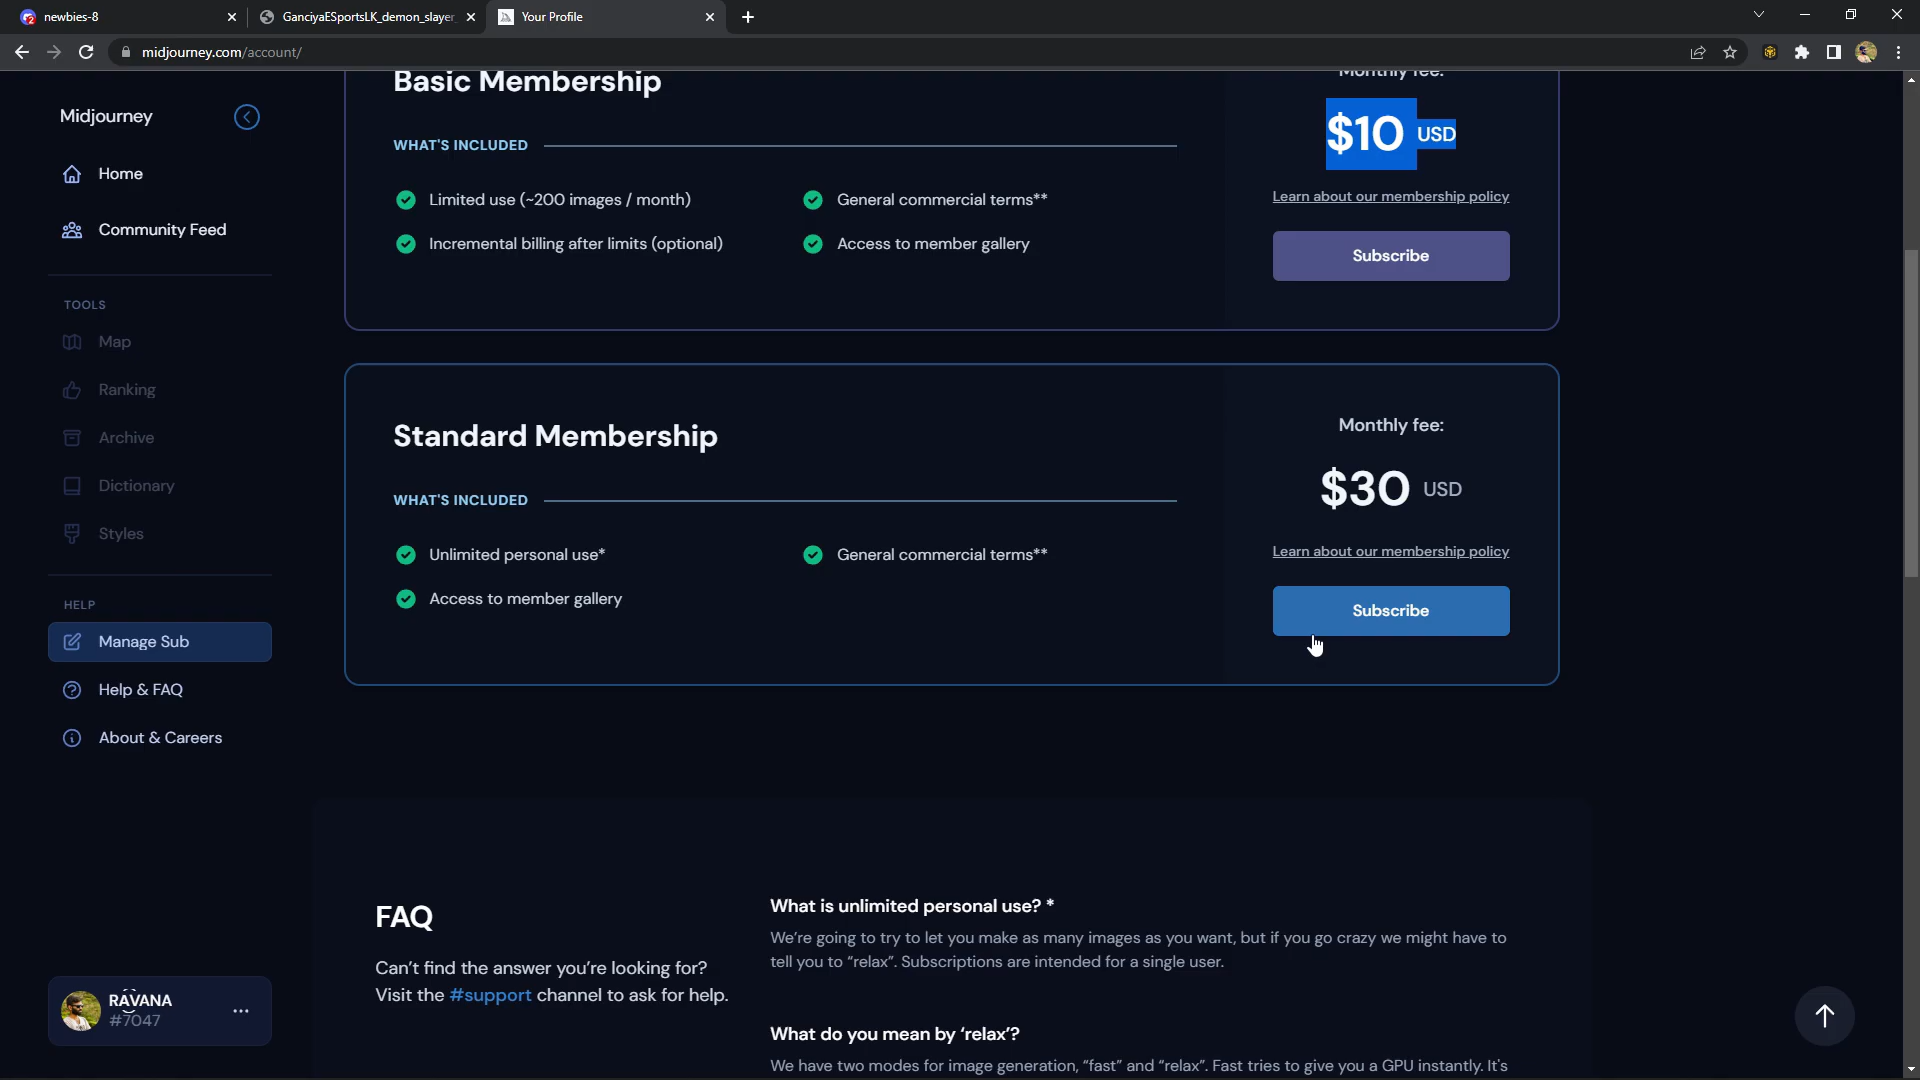 newbies-8
GanciyaESportsLK_demon_slayer_
Your Profile
midjourney.com/account/
Midjourney
Home
Community Feed
TOOLS
Map
Ranking
Archive
Dictionary
Styles
HELP
Manage Sub
Help & FAQ
About & Careers
RAVANA
#7047
Basic Membership
WHAT'S INCLUDED
Limited use (~200 images / month)
General commercial terms**
Incremental billing after limits (optional)
Access to member gallery
Monthly fee:
$10 USD
Learn about our membership policy
Subscribe
Standard Membership
WHAT'S INCLUDED
Unlimited personal use*
General commercial terms**
Access to member gallery
Monthly fee:
$30 USD
Learn about our membership policy
Subscribe
FAQ
Can't find the answer you're looking for?
Visit the #support channel to ask for help.
What is unlimited personal use? *
We're going to try to let you make as many images as you want, but if you go crazy we might have to
tell you to “relax”. Subscriptions are intended for a single user.
What do you mean by ‘relax’?
We have two modes for image generation, “fast” and “relax”. Fast tries to give you a GPU instantly. It's